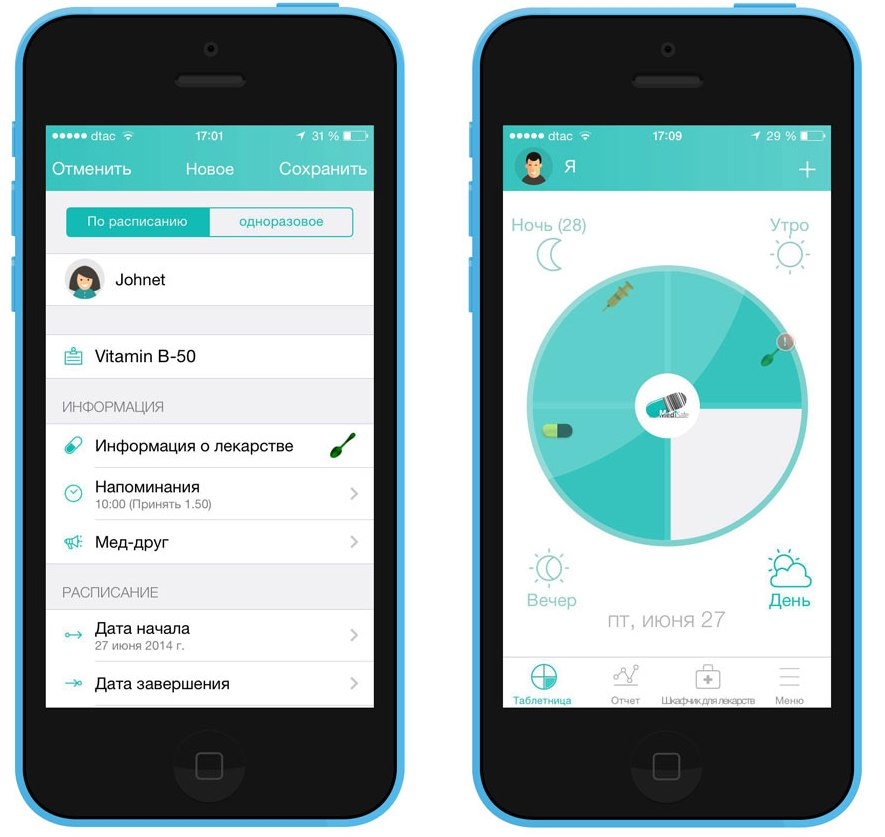 dtac 17:01 31 %
Отменить Новое Сохранить
По расписанию одноразовое
Johnet
Vitamin B-50
ИНФОРМАЦИЯ
Информация о лекарстве
Напоминания
10:00 (Принять 1.50)
Мед-друг
РАСПИСАНИЕ
Дата начала
27 июня 2014 г.
Дата завершения
dtac 17:09 29 %
Я +
Ночь (28) Утро
MediSafe
Вечер День
пт, июня 27
Таблетница Отчет Шкафчик для лекарств Меню